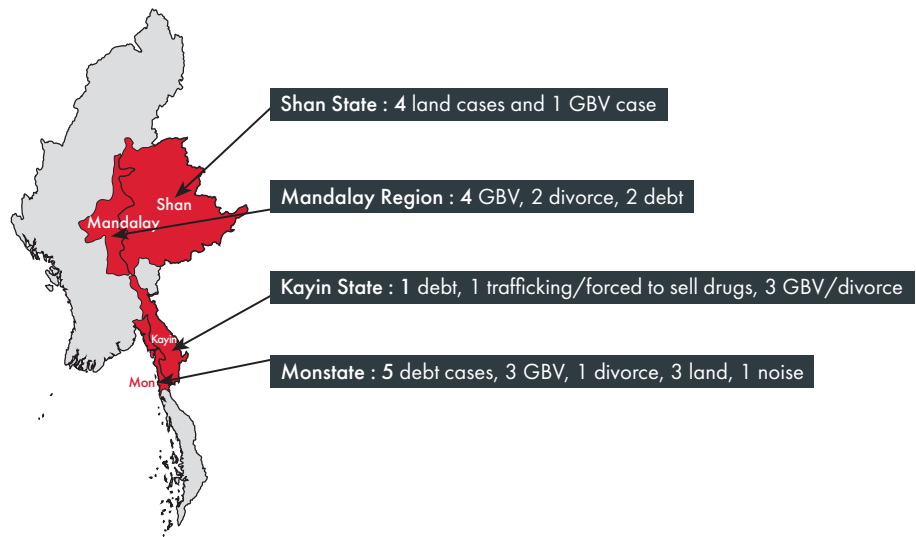 Shan State : 4 land cases and 1 GBV case
Mandalay Region : 4 GBV, 2 divorce, 2 debt
Shan
Mandalay
Kayin State : 1 debt, 1 trafficking/forced to sell drugs, 3 GBV/divorce
Kayin
Monstate : 5 debt cases, 3 GBV, 1 divorce, 3 land, 1 noise
Mon